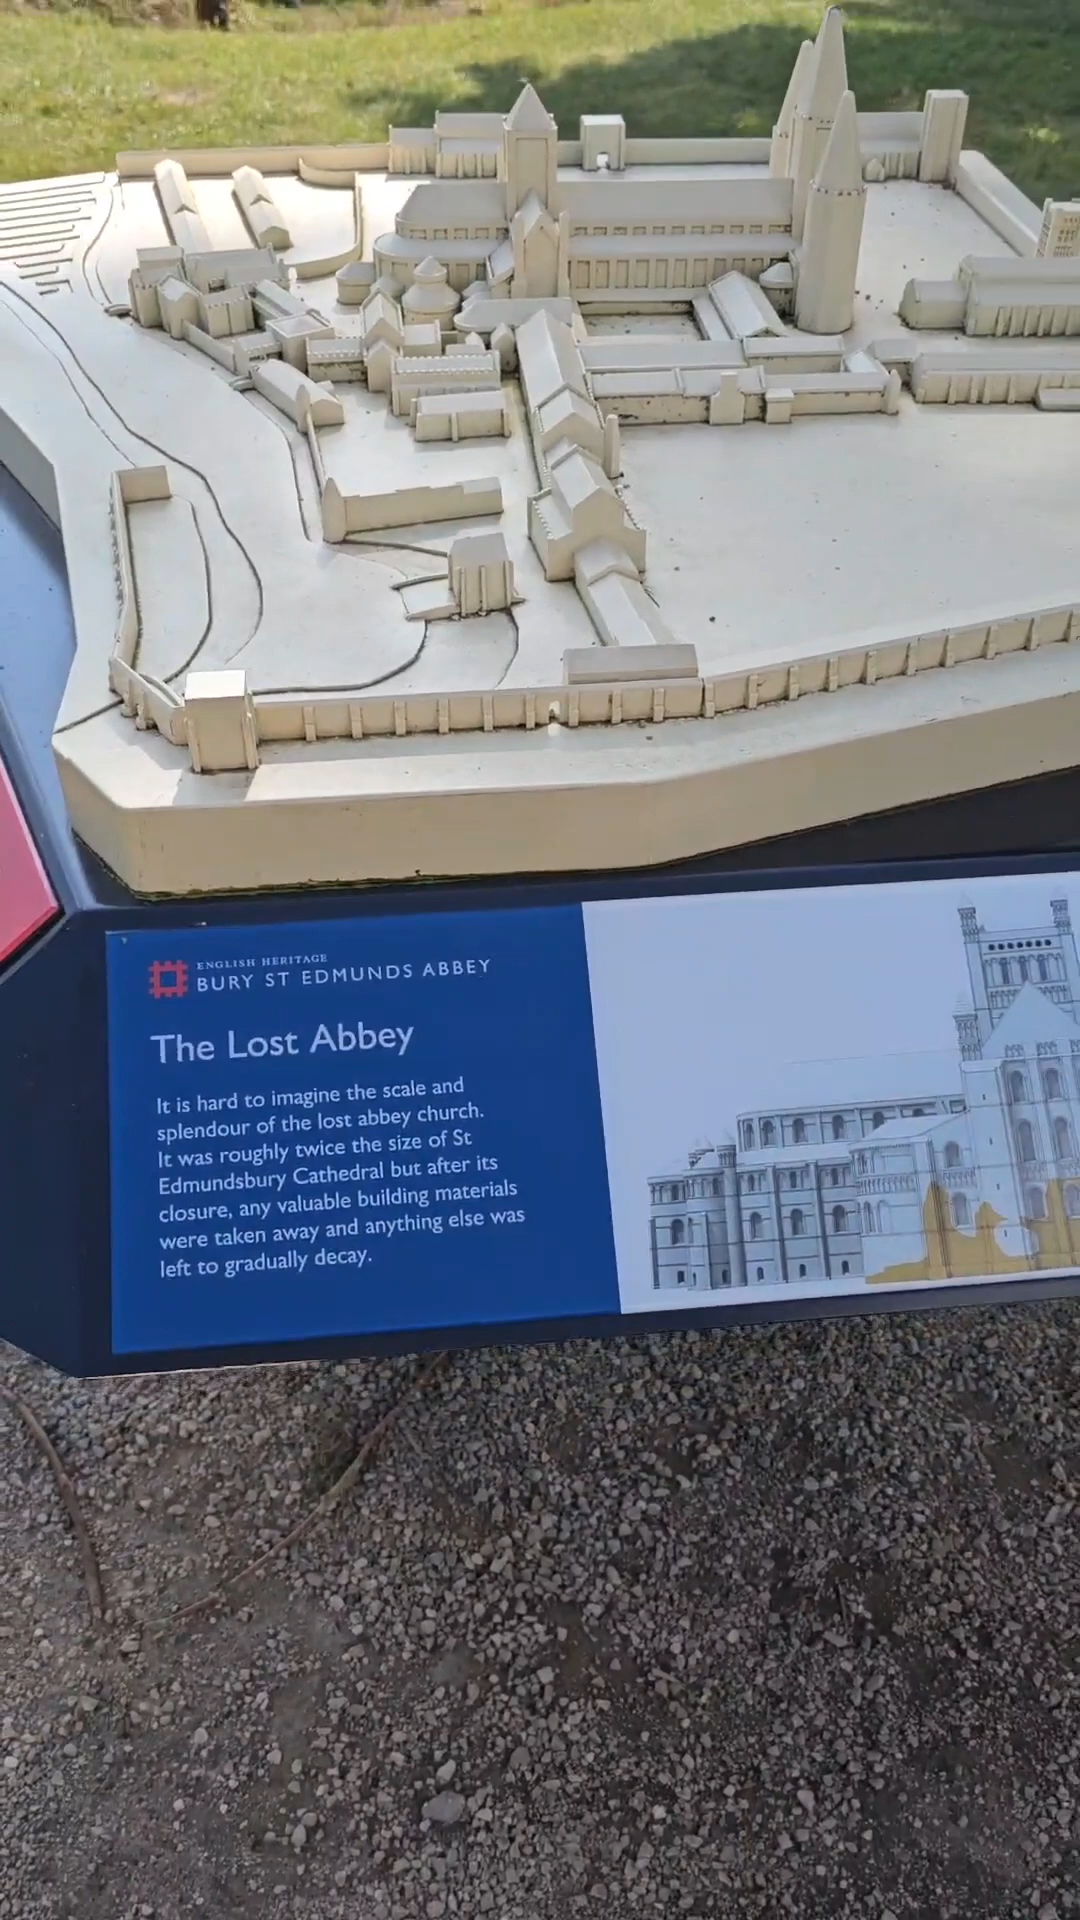 ENGLISH HERITAGE
BURY ST EDMUNDS ABBEY
The Lost Abbey
It is hard to imagine the scale and
splendour of the lost abbey church.
It was roughly twice the size of St
Edmundsbury Cathedral but after its
closure, any valuable building materials
were taken away and anything else was
left to gradually decay.